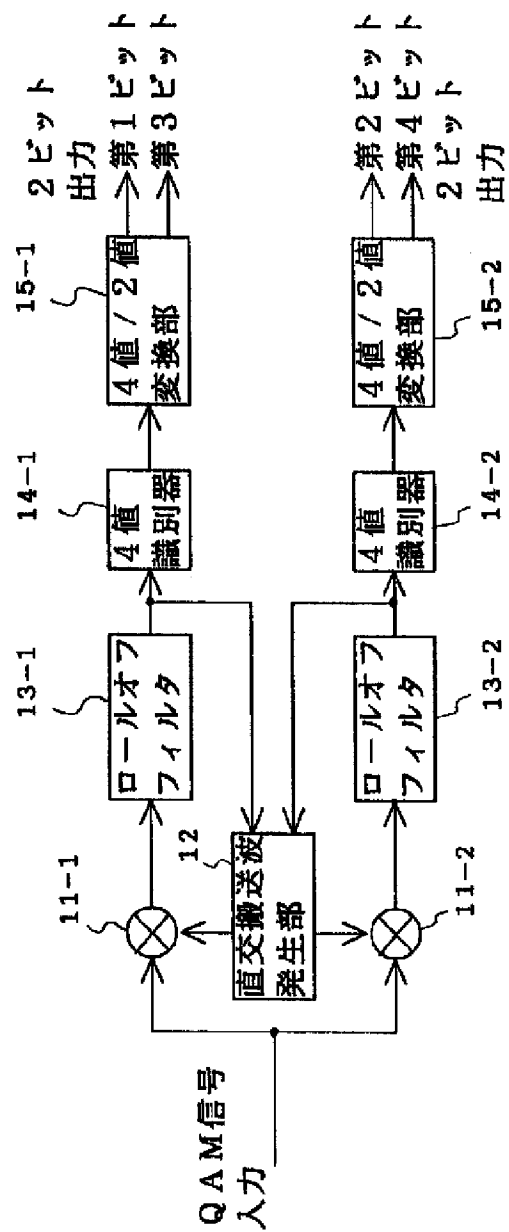 QAM信号
入力
11-1
12
直交搬送波
発生部
11-2
13-1
ロールオフ
フィルタ
13-2
ロールオフ
フィルタ
14-1
4値
識別器
14-2
4値
識別器
15-1
4値/2値
変換部
15-2
4値/2値
変換部
2ビット
出力
第1ビット
第3ビット
第2ビット
第4ビット
2ビット
出力